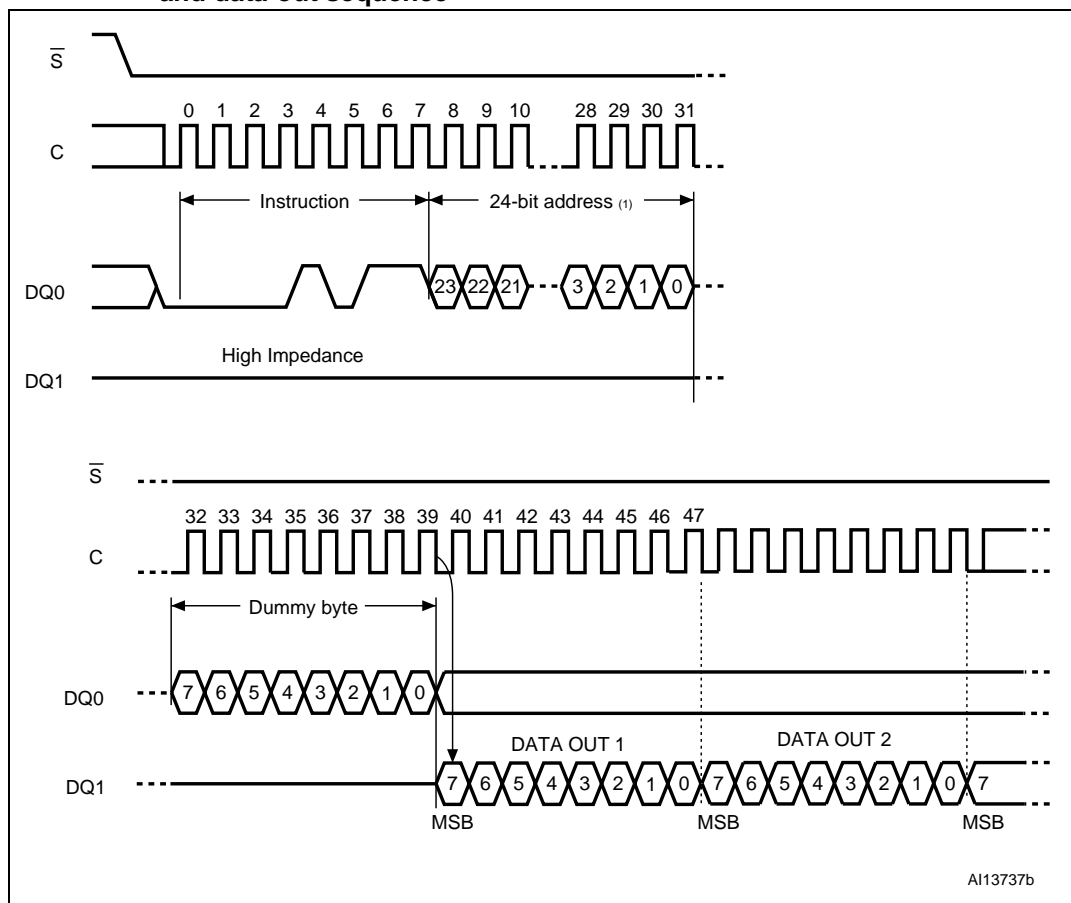 and data-out sequence
S
0 1 2 3 4 5 6 7 8 9 10 28 29 30 31
C
Instruction 24-bit address (1)
DQ0 23 22 21 3 2 1 0
High Impedance
DQ1
S
32 33 34 35 36 37 38 39 40 41 42 43 44 45 46 47
C
Dummy byte
DQ0 7 6 5 4 3 2 1 0
DATA OUT 1 DATA OUT 2
DQ1 7 6 5 4 3 2 1 0 7 6 5 4 3 2 1 0 7
MSB MSB MSB
AI13737b